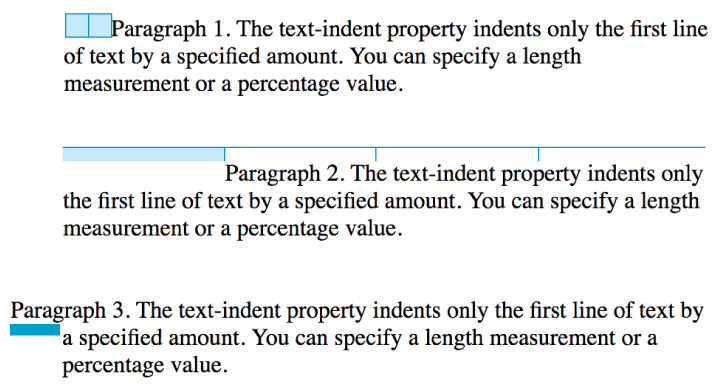 Paragraph 1. The text-indent property indents only the first line
of text by a specified amount. You can specify a length
measurement or a percentage value.
Paragraph 2. The text-indent property indents only
the first line of text by a specified amount. You can specify a length
measurement or a percentage value.
Paragraph 3. The text-indent property indents only the first line of text by
a specified amount. You can specify a length measurement or a
percentage value.